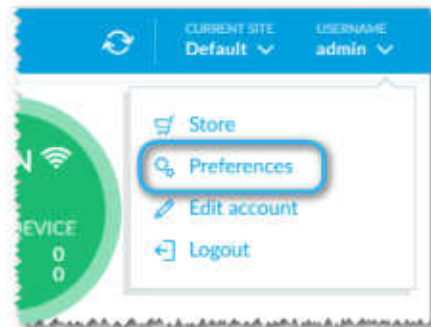 CURRENT SITE
Default
USERNAME
admin
N
Store
Preferences
Edit account
Logout
EVICE
0
0